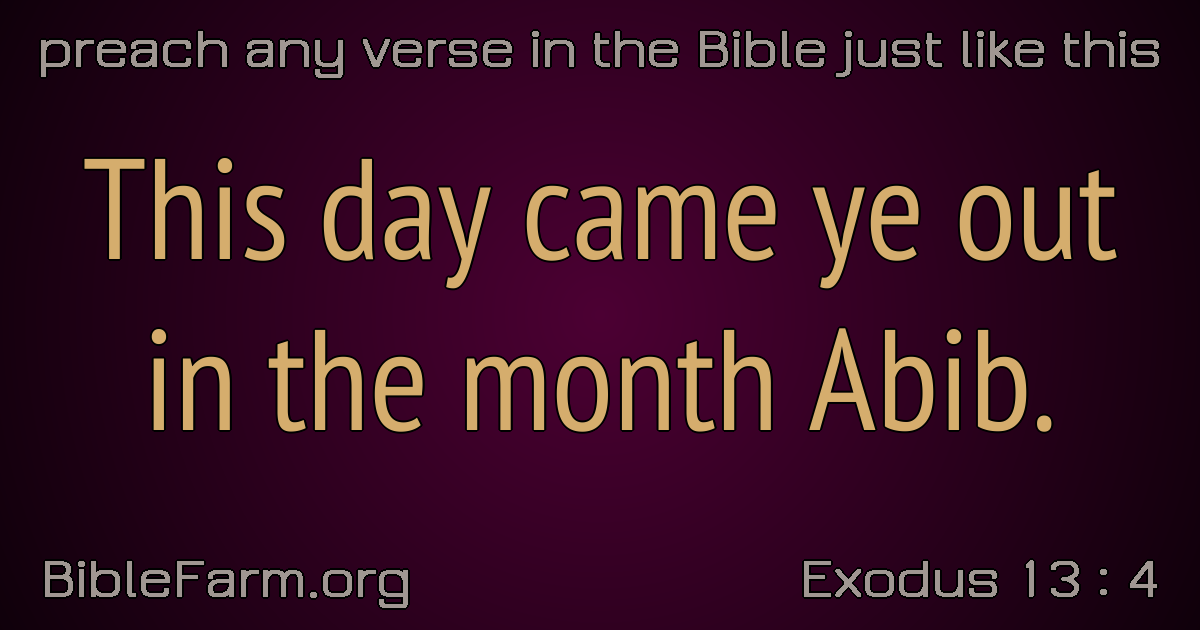 preach any verse in the Bible just like this
This day came ye out
in the month Abib.
BibleFarm.org
Exodus 13 : 4